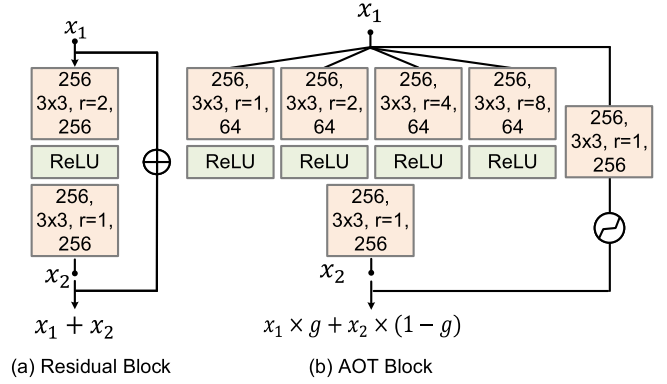 x₁
256
3x3, r=2,
256
ReLU
256,
3x3, r=1,
256
x₂
x₁ + x₂
(a) Residual Block
x₁
256,
3x3, r=1,
64
ReLU
256,
3x3, r=2,
64
ReLU
256,
3x3, r=4,
64
ReLU
256,
3x3, r=8,
64
ReLU
256,
3x3, r=1,
256
256,
3x3, r=1,
256
x₂
x₁ × g + x₂ × (1 − g)
(b) AOT Block